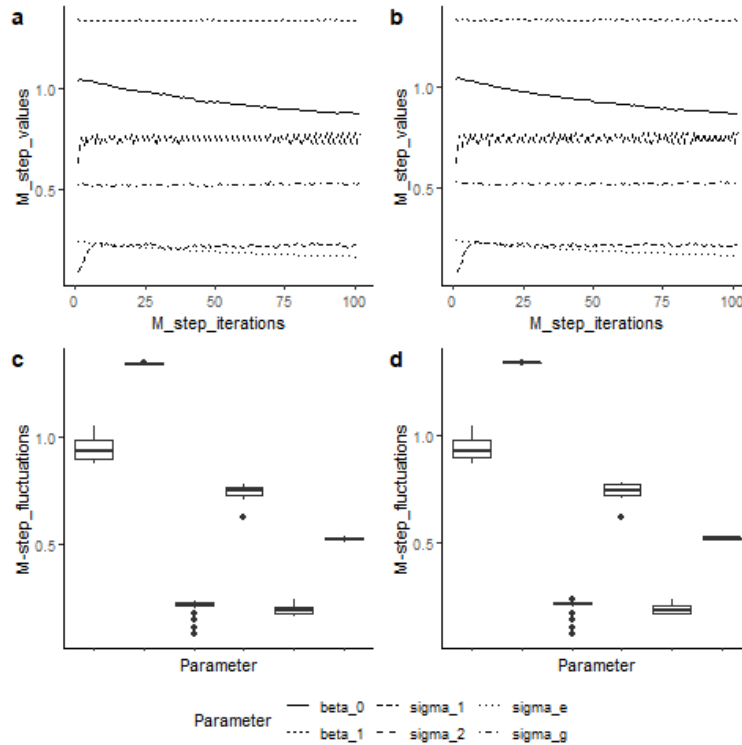 a
b
M_step_values
1.0
0.5
M_step_values
1.0
0.5
0 25 50 75 100
0 25 50 75 100
M_step_iterations
M_step_iterations
c
d
M-step_fluctuations
1.0
0.5
M-step_fluctuations
1.0
0.5
Parameter
Parameter
Parameter
beta_0 sigma_1 sigma_e
beta_1 sigma_2 sigma_g